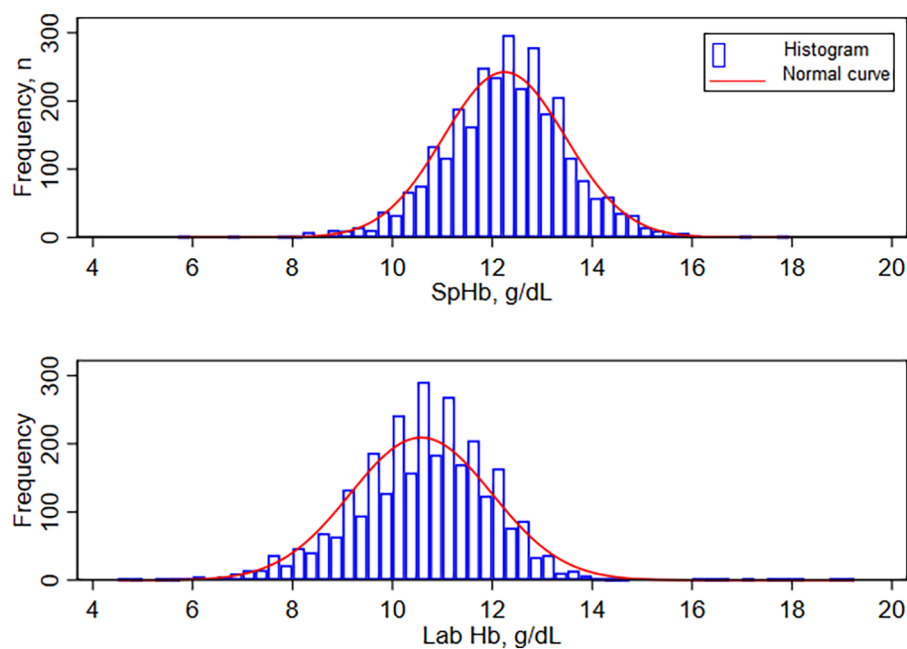 Frequency, n
300
200
100
0
Histogram
Normal curve
4 6 8 10 12 14 16 18 20
SpHb, g/dL
Frequency
300
200
100
0
4 6 8 10 12 14 16 18 20
Lab Hb, g/dL